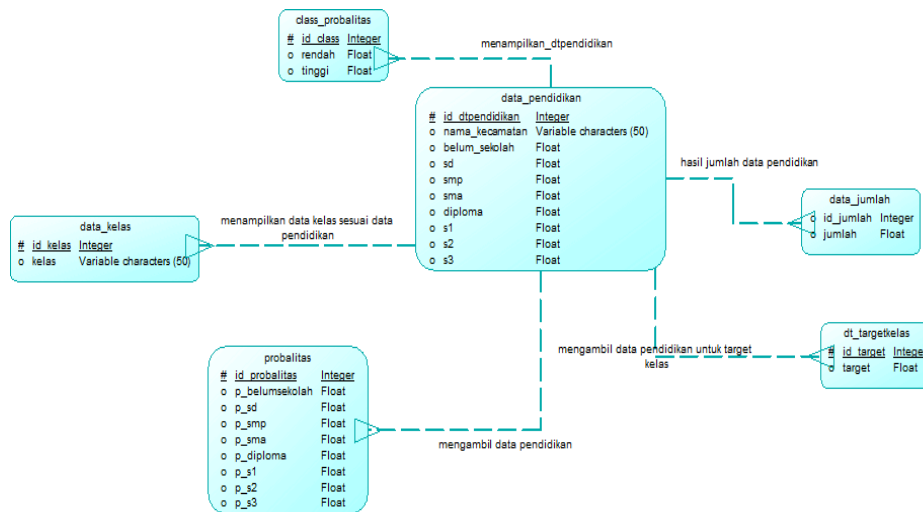 class_probalitas
# id_class Integer
o rendah Float
o tinggi Float
menampilkan_dtpendidikan
data_pendidikan
# id_dtpendidikan Integer
o nama_kecamatan Variable characters (50)
o belum_sekolah Float
o sd Float
o smp Float
o sma Float
o diploma Float
o s1 Float
o s2 Float
o s3 Float
hasil jumlah data pendidikan
data_jumlah
o id_jumlah Integer
o jumlah Float
data_kelas
# id_kelas Integer
o kelas Variable characters (50)
menampilkan data kelas sesuai data
pendidikan
dt_targetkelas
# id_target Integer
o target Float
mengambil data pendidikan untuk target
kelas
probalitas
# id_probalitas Integer
o p_belumsekolah Float
o p_sd Float
o p_smp Float
o p_sma Float
o p_diploma Float
o p_s1 Float
o p_s2 Float
o p_s3 Float
mengambil data pendidikan